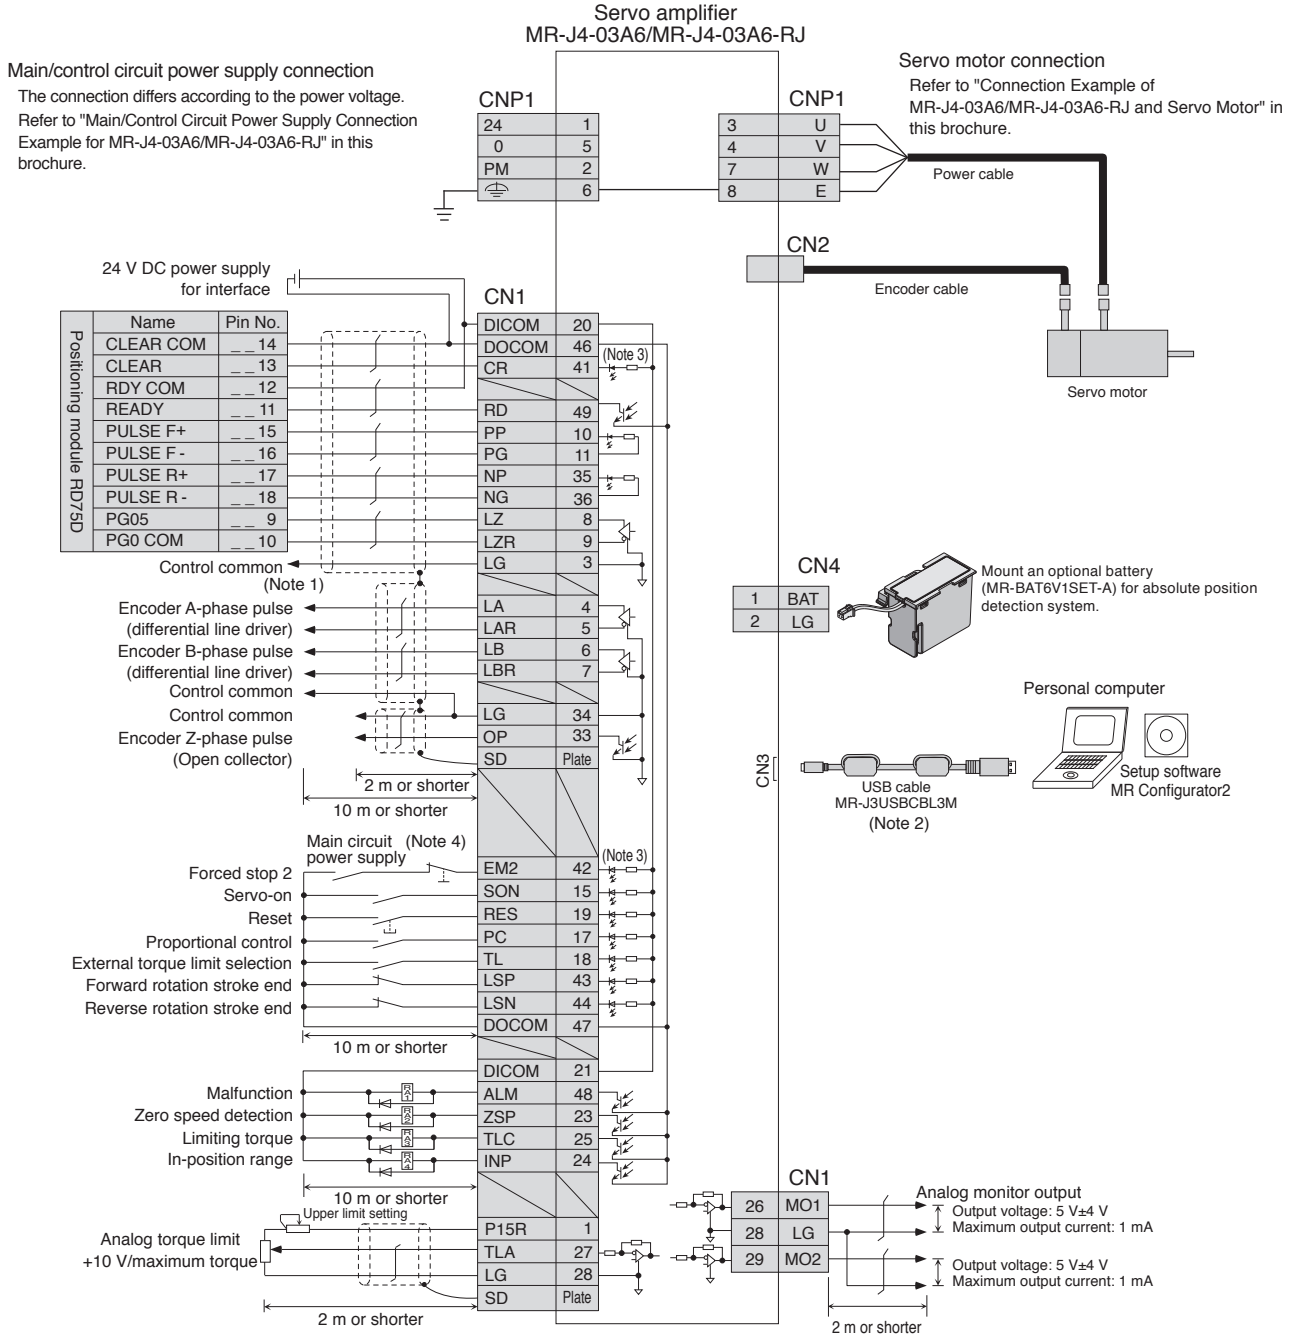 Servo amplifier
MR-J4-03A6/MR-J4-03A6-RJ
Main/control circuit power supply connection
The connection differs according to the power voltage.
Refer to "Main/Control Circuit Power Supply Connection
Example for MR-J4-03A6/MR-J4-03A6-RJ" in this
brochure.
Servo motor connection
Refer to "Connection Example of
MR-J4-03A6/MR-J4-03A6-RJ and Servo Motor" in
this brochure.
CNP1
24 1
0 5
PM 2
6
CNP1
3 U
4 V
7 W
8 E
Power cable
CN2
Encoder cable
Servo motor
24 V DC power supply
for interface
Positioning module RD75D
Name Pin No.
CLEAR COM _ _ 14
CLEAR _ _ 13
RDY COM _ _ 12
READY _ _ 11
PULSE F+ _ _ 15
PULSE F - _ _ 16
PULSE R+ _ _ 17
PULSE R - _ _ 18
PG05 _ _ 9
PG0 COM _ _ 10
CN1
DICOM 20
DOCOM 46
CR 41
(Note 3)
RD 49
PP 10
PG 11
NP 35
NG 36
LZ 8
LZR 9
LG 3
Control common
(Note 1)
Encoder A-phase pulse
(differential line driver)
LA 4
LAR 5
Encoder B-phase pulse
(differential line driver)
LB 6
LBR 7
Control common
Control common
LG 34
Encoder Z-phase pulse
(Open collector)
OP 33
SD Plate
2 m or shorter
10 m or shorter
Main circuit
power supply
(Note 4)
(Note 3)
Forced stop 2 EM2 42
Servo-on SON 15
Reset RES 19
Proportional control PC 17
External torque limit selection TL 18
Forward rotation stroke end LSP 43
Reverse rotation stroke end LSN 44
DOCOM 47
10 m or shorter
DICOM 21
Malfunction RA1 ALM 48
Zero speed detection RA2 ZSP 23
Limiting torque RA3 TLC 25
In-position range RA4 INP 24
10 m or shorter
Upper limit setting
Analog torque limit
+10 V/maximum torque
P15R 1
TLA 27
LG 28
SD Plate
2 m or shorter
CN4
1 BAT
2 LG
Mount an optional battery
(MR-BAT6V1SET-A) for absolute position
detection system.
CN3
USB cable
MR-J3USBCBL3M
(Note 2)
Personal computer
Setup software
MR Configurator2
CN1
26 MO1
28 LG
29 MO2
Analog monitor output
Output voltage: 5 V±4 V
Maximum output current: 1 mA
Output voltage: 5 V±4 V
Maximum output current: 1 mA
2 m or shorter